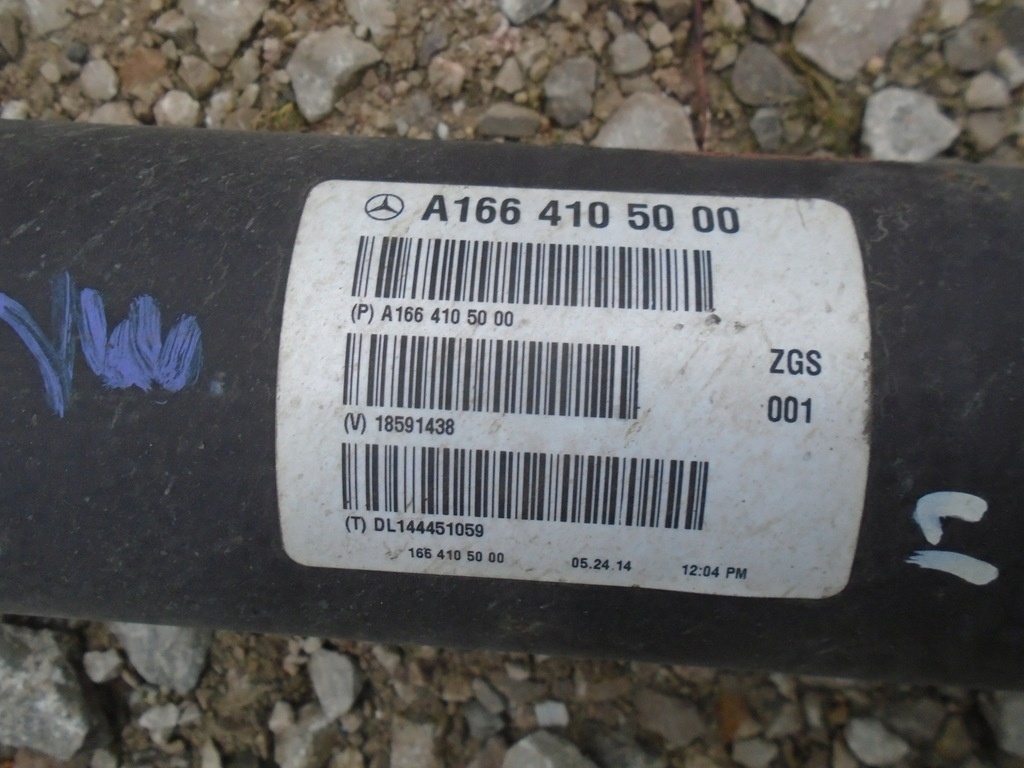 A166 410 50 00
(P) A166 410 50 00
ZGS
001
(V) 18591438
(T) DL144451059
166 410 50 00 05.24.14 12:04 PM